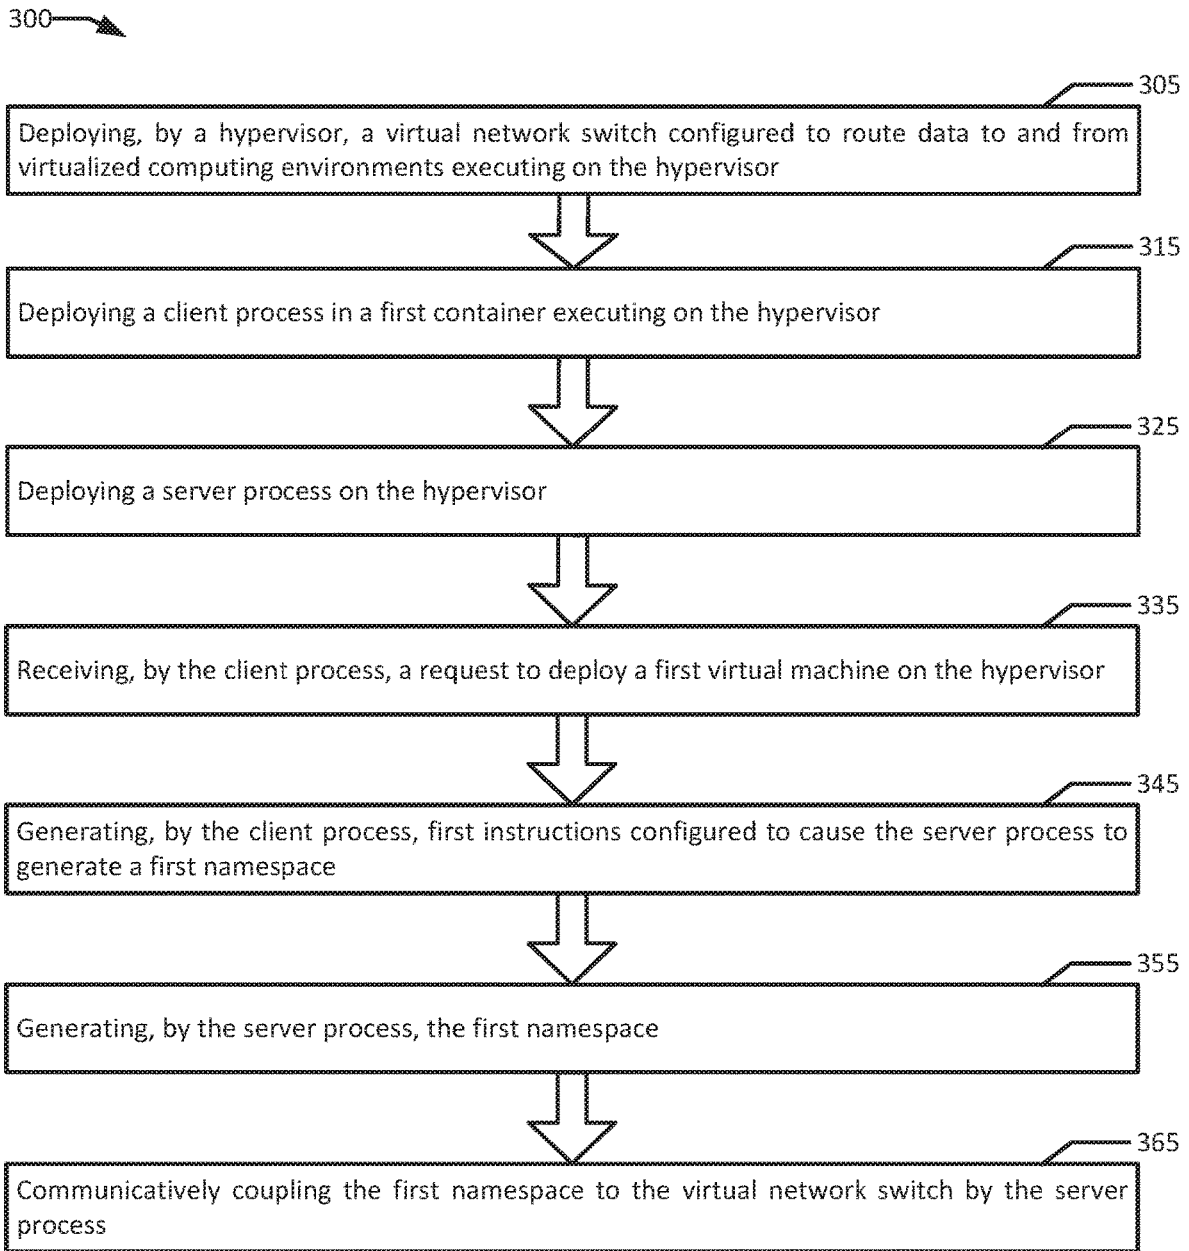 300
305
Deploying, by a hypervisor, a virtual network switch configured to route data to and from
virtualized computing environments executing on the hypervisor
315
Deploying a client process in a first container executing on the hypervisor
325
Deploying a server process on the hypervisor
335
Receiving, by the client process, a request to deploy a first virtual machine on the hypervisor
345
Generating, by the client process, first instructions configured to cause the server process to
generate a first namespace
355
Generating, by the server process, the first namespace
365
Communicatively coupling the first namespace to the virtual network switch by the server
process